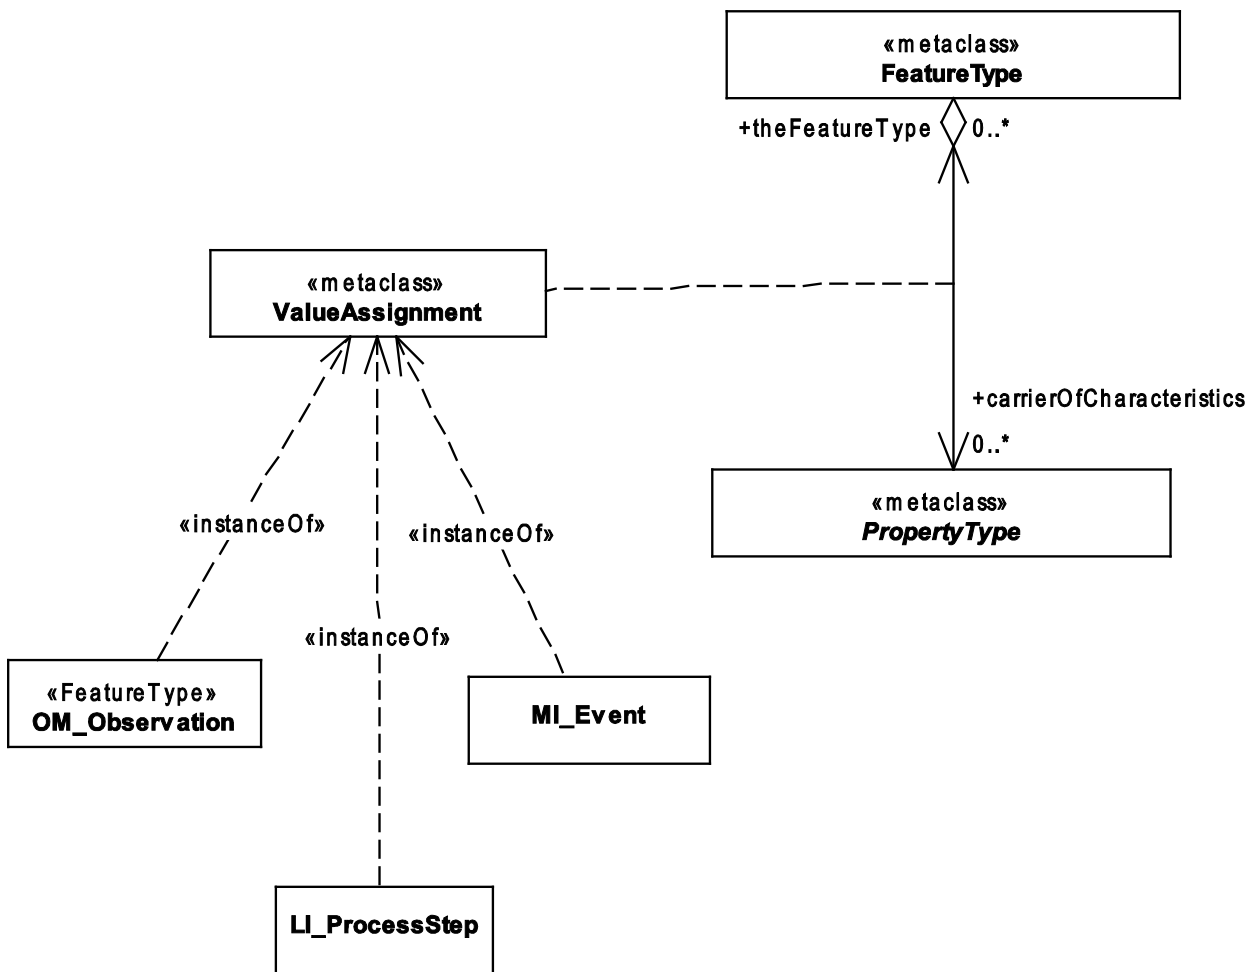 «metaclass»
FeatureType
+theFeatureType
0..*
«metaclass»
ValueAssignment
+carrierOfCharacteristics
0..*
«metaclass»
PropertyType
«instanceOf»
«instanceOf»
«instanceOf»
«FeatureType»
OM_Observation
MI_Event
LI_ProcessStep